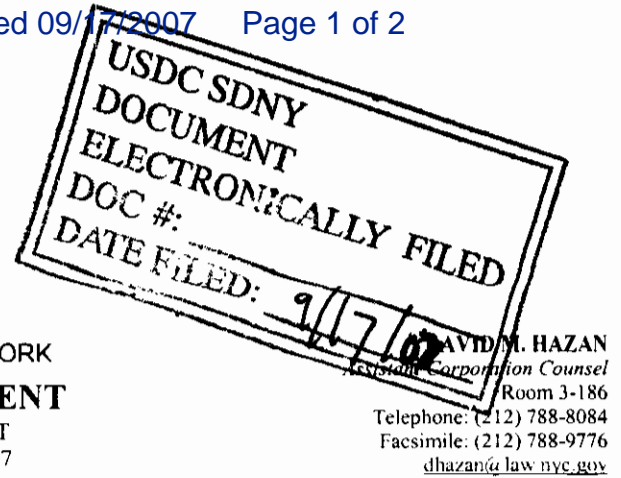 ed 09/17/2007 Page 1 of 2
USDC SDNY
DOCUMENT
ELECTRONICALLY FILED
DOC #:
DATE FILED: 9/17/07
ORK
ENT
T
7
DAVID M. HAZAN
Assistant Corporation Counsel
Room 3-186
Telephone: (212) 788-8084
Facsimile: (212) 788-9776
dhazan@law.nyc.gov